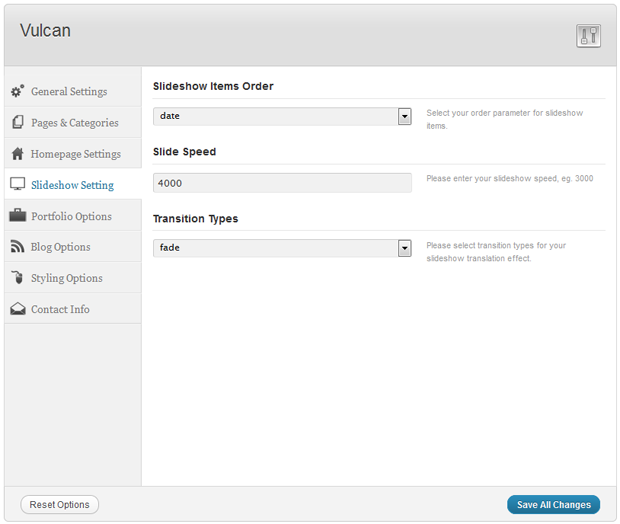 Vulcan
General Settings
Pages & Categories
Homepage Settings
Slideshow Setting
Portfolio Options
Blog Options
Styling Options
Contact Info
Slideshow Items Order
date
Select your order parameter for slideshow
items.
Slide Speed
4000
Please enter your slideshow speed, eg. 3000
Transition Types
fade
Please select transition types for your
slideshow translation effect.
Reset Options
Save All Changes